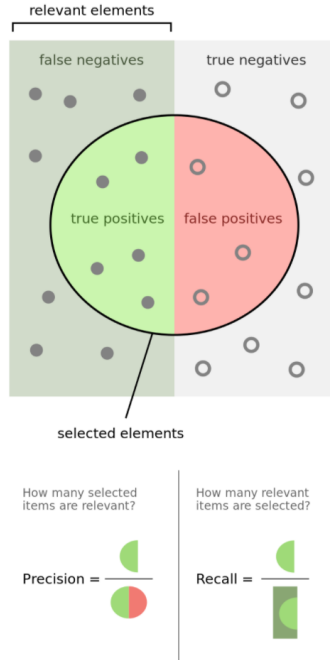 relevant elements
false negatives
true negatives
true positives
false positives
selected elements
How many selected
items are relevant?
How many relevant
items are selected?
Precision =
Recall =